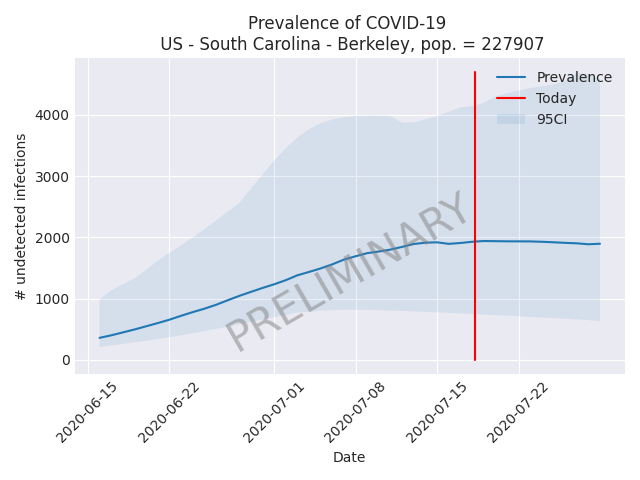 Prevalence of COVID-19
US - South Carolina - Berkeley, pop. = 227907
Prevalence
Today
95CI
4000
3000
2000
1000
0
# undetected infections
PRELIMINARY
2020-06-15
2020-06-22
2020-07-01
2020-07-08
2020-07-15
2020-07-22
Date